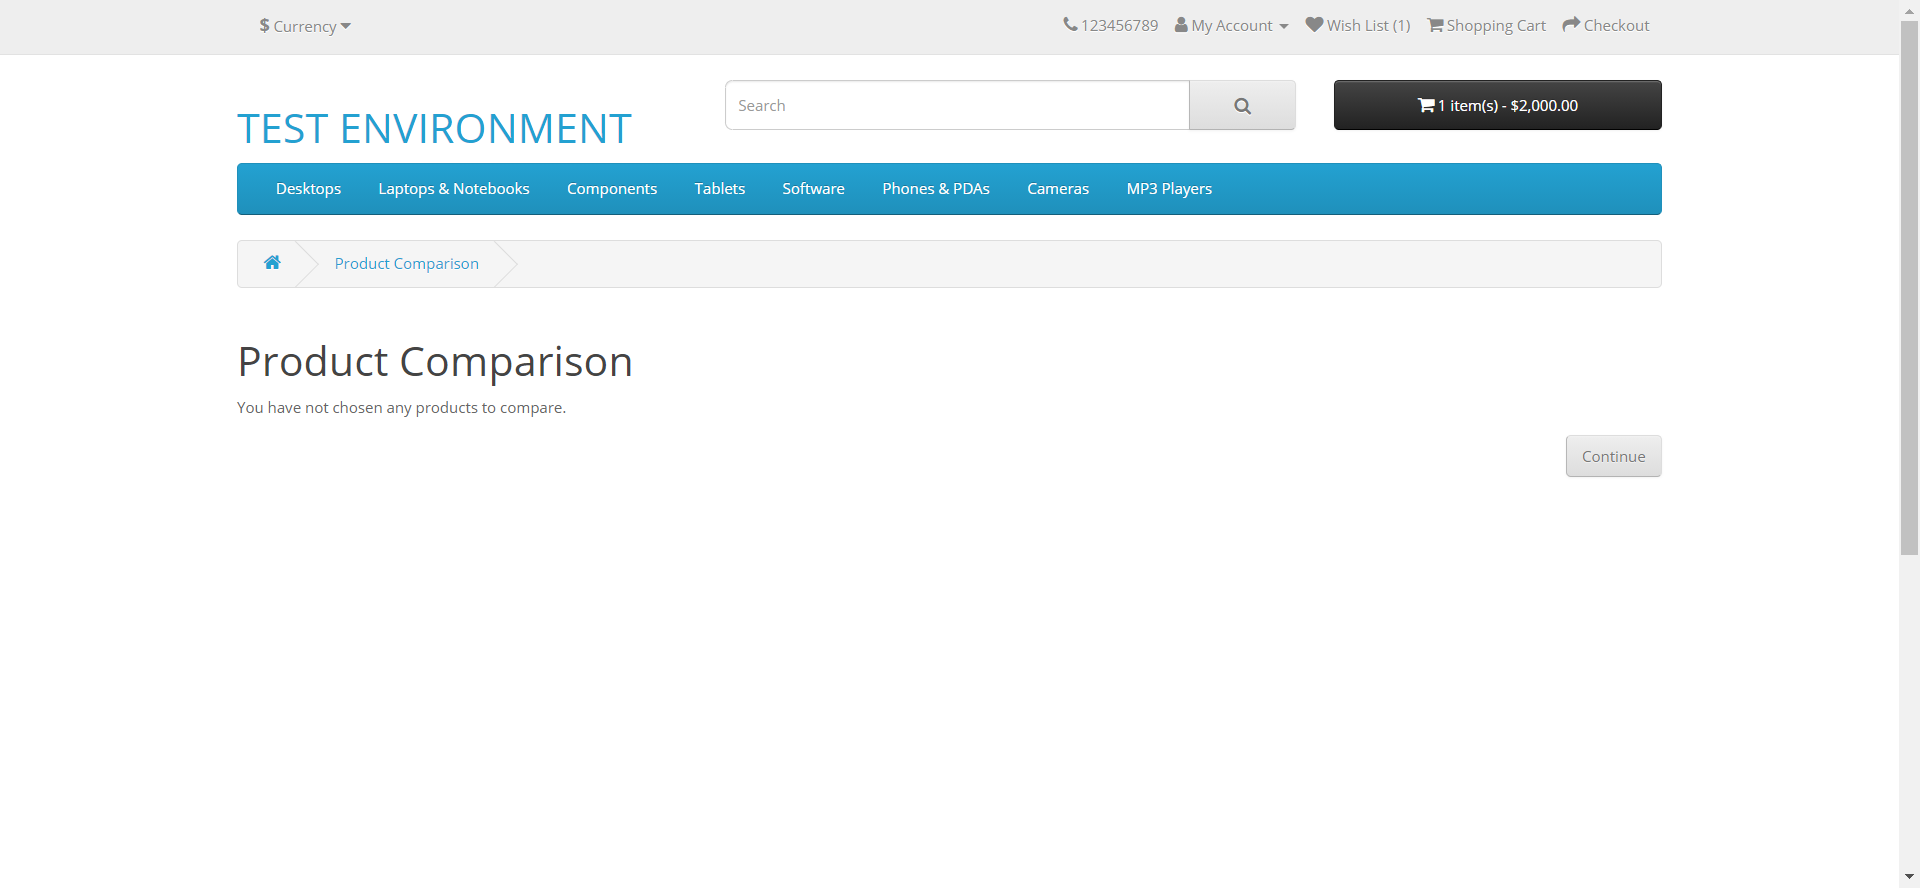 $ Currency
123456789 My Account Wish List (1) Shopping Cart Checkout
TEST ENVIRONMENT
Search
1 item(s) - $2,000.00
Desktops Laptops & Notebooks Components Tablets Software Phones & PDAs Cameras MP3 Players
Product Comparison
Product Comparison
You have not chosen any products to compare.
Continue